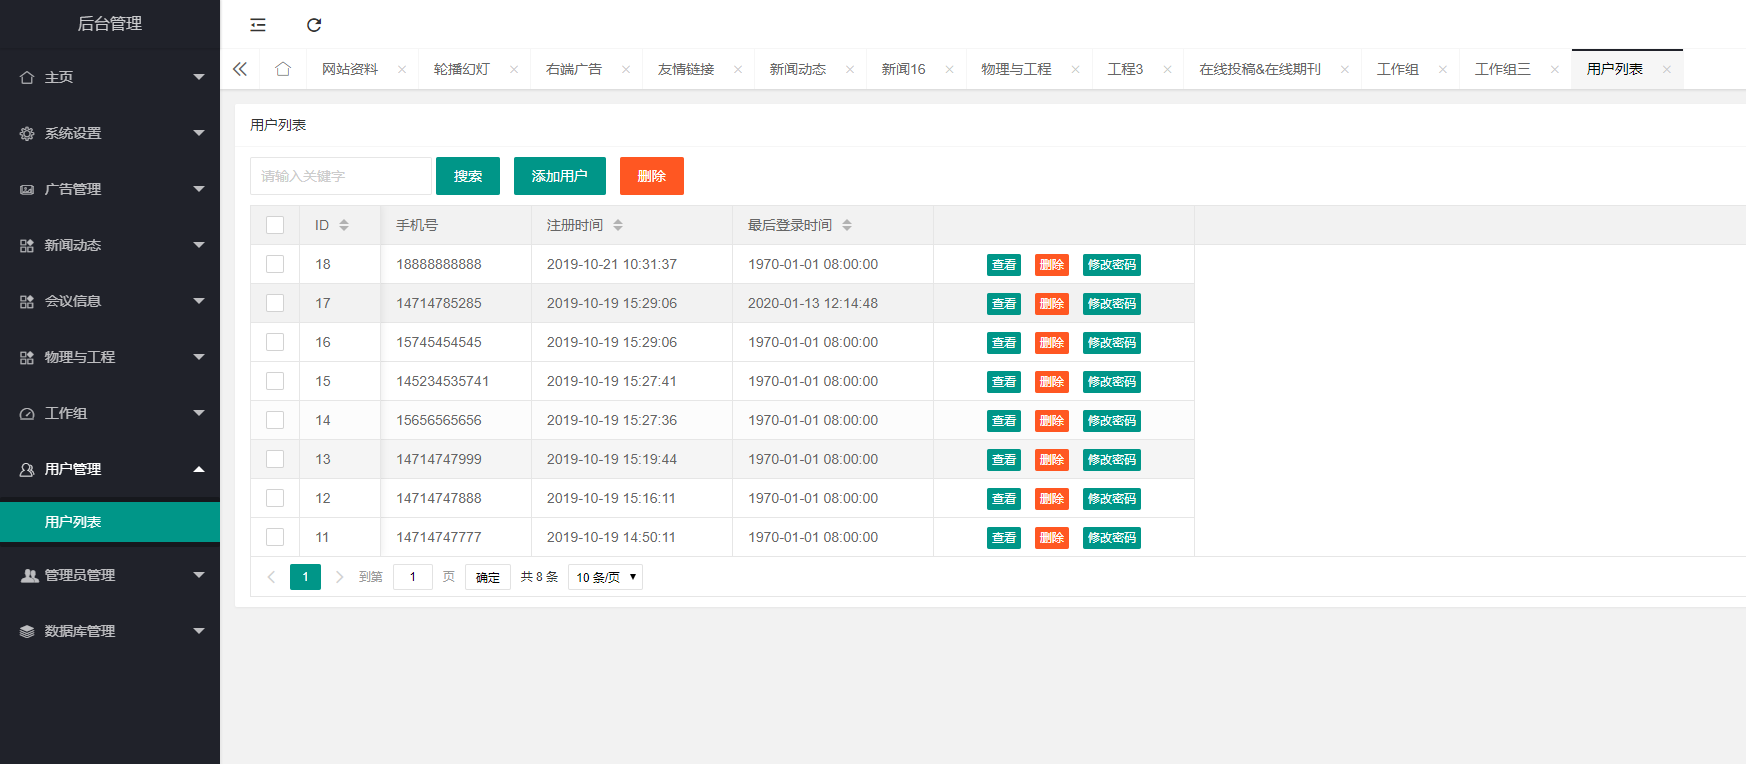 后台管理
主页
系统设置
广告管理
新闻动态
会议信息
物理与工程
工作组
用户管理
用户列表
管理员管理
数据库管理
网站资料 轮播幻灯 右端广告 友情链接 新闻动态 新闻16 物理与工程 工程3 在线投稿&在线期刊 工作组 工作组三 用户列表
用户列表
请输入关键字 搜索 添加用户 删除
ID 手机号 注册时间 最后登录时间
18 18888888888 2019-10-21 10:31:37 1970-01-01 08:00:00 查看 删除 修改密码
17 14714785285 2019-10-19 15:29:06 2020-01-13 12:14:48 查看 删除 修改密码
16 15745454545 2019-10-19 15:29:06 1970-01-01 08:00:00 查看 删除 修改密码
15 145234535741 2019-10-19 15:27:41 1970-01-01 08:00:00 查看 删除 修改密码
14 15656565656 2019-10-19 15:27:36 1970-01-01 08:00:00 查看 删除 修改密码
13 14714747999 2019-10-19 15:19:44 1970-01-01 08:00:00 查看 删除 修改密码
12 14714747888 2019-10-19 15:16:11 1970-01-01 08:00:00 查看 删除 修改密码
11 14714747777 2019-10-19 14:50:11 1970-01-01 08:00:00 查看 删除 修改密码
1 到第 1 页 确定 共 8 条 10 条/页